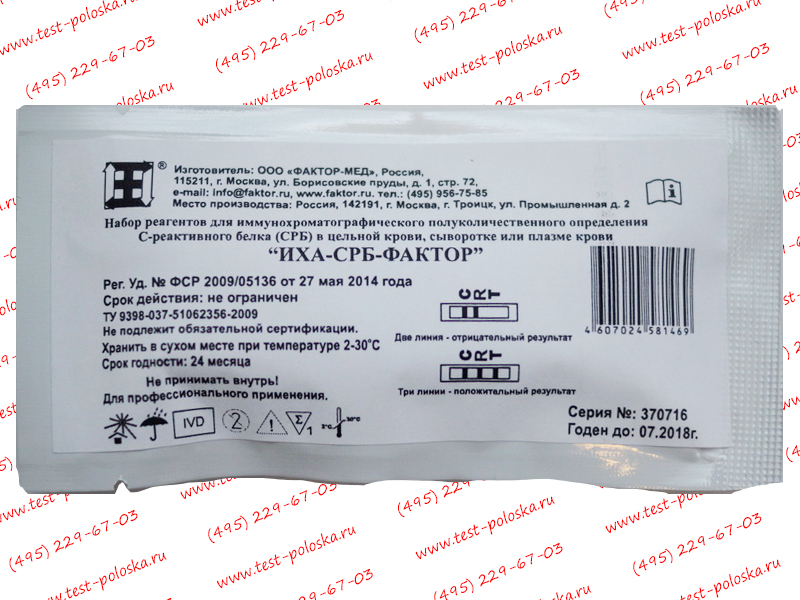 www.test-poloska.ru
(495) 229-67-03
®
Изготовитель: ООО «ФАКТОР-МЕД», Россия,
115211, г. Москва, ул. Борисовские пруды, д. 1, стр. 72,
e-mail: info@faktor.ru, www.faktor.ru. тел.: (495) 956-75-85
Место производства: Россия, 142191, г. Москва, г. Троицк, ул. Промышленная д. 2
Набор реагентов для иммунохроматографического полуколичественного определения
С-реактивного белка (СРБ) в цельной крови, сыворотке или плазме крови
“ИХА-СРБ-ФАКТОР”
Рег. Уд. № ФСР 2009/05136 от 27 мая 2014 года
Срок действия: не ограничен
ТУ 9398-037-51062356-2009
Не подлежит обязательной сертификации.
Хранить в сухом месте при температуре 2-30°С
Срок годности: 24 месяца
Не принимать внутрь!
Для профессионального применения.
C R T
Две линия - отрицательный результат
C R T
Три линии - положительный результат
4607024581469
IVD
2
Σ 1
2°C 30°C
Серия №: 370716
Годен до: 07.2018г.